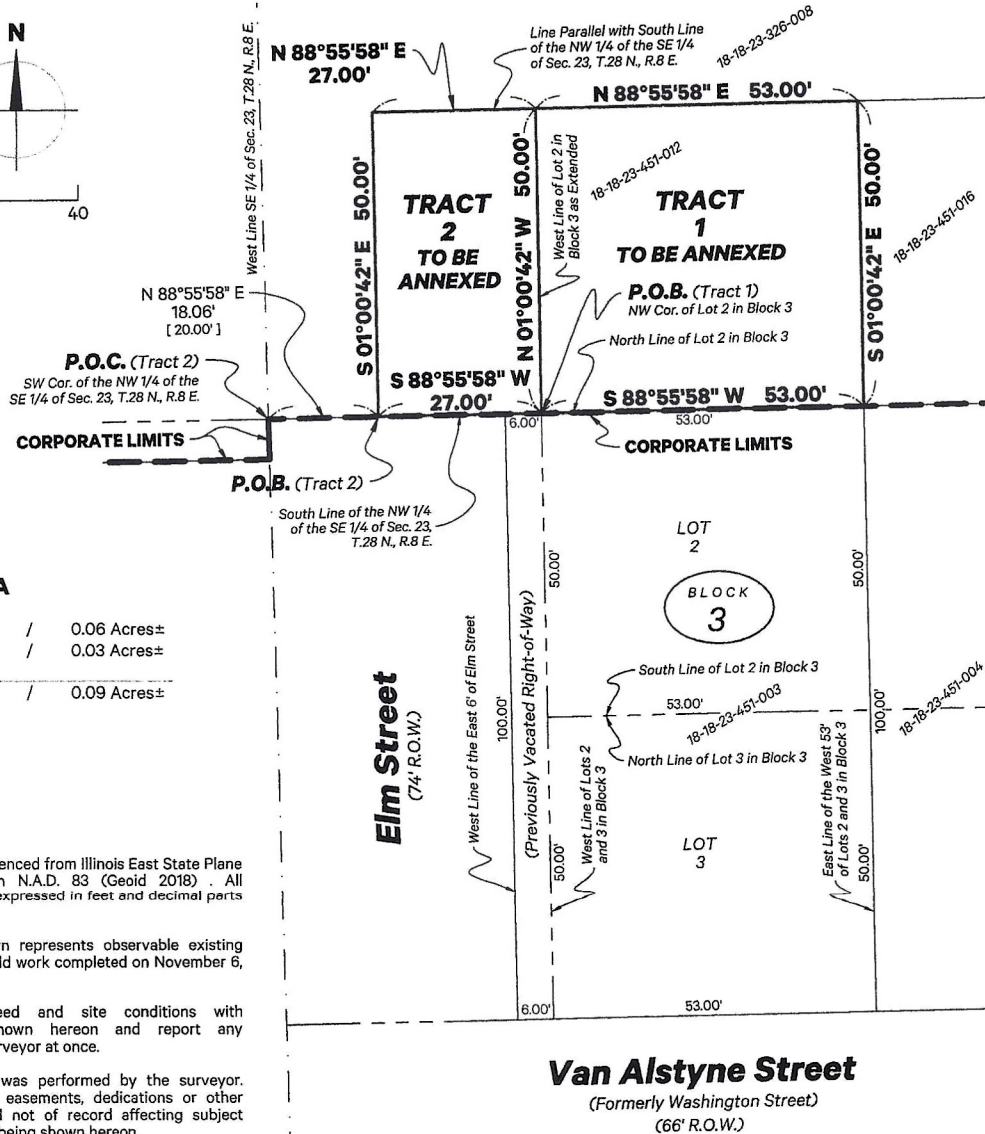 N
40
West Line SE 1/4 of Sec. 23, T.28 N., R.8 E.
N 88°55'58" E
27.00'
Line Parallel with South Line
of the NW 1/4 of the SE 1/4
of Sec. 23, T.28 N., R.8 E.
18-18-23-326-008
N 88°55'58" E 53.00'
S 01°00'42" E 50.00'
TRACT
2
TO BE
ANNEXED
N 01°00'42" W 50.00'
West Line of Lot 2 in
Block 3 as Extended
18-18-23-451-012
TRACT
1
TO BE ANNEXED
S 01°00'42" E 50.00'
18-18-23-451-016
N 88°55'58" E
18.06'
[ 20.00' ]
P.O.B. (Tract 1)
NW Cor. of Lot 2 in Block 3
North Line of Lot 2 in Block 3
P.O.C. (Tract 2)
SW Cor. of the NW 1/4 of the
SE 1/4 of Sec. 23, T.28 N., R.8 E.
S 88°55'58" W
27.00'
S 88°55'58" W 53.00'
6.00'
53.00'
CORPORATE LIMITS
CORPORATE LIMITS
P.O.B. (Tract 2)
South Line of the NW 1/4
of the SE 1/4 of Sec. 23,
T.28 N., R.8 E.
LOT
2
50.00'
50.00'
BLOCK
3
A
/ 0.06 Acres±
/ 0.03 Acres±
/ 0.09 Acres±
Elm Street
(74' R.O.W.)
West Line of the East 6' of Elm Street
100.00'
(Previously Vacated Right-of-Way)
South Line of Lot 2 in Block 3
53.00'
18-18-23-451-003
100.00'
18-18-23-451-004
North Line of Lot 3 in Block 3
West Line of Lots 2
and 3 in Block 3
50.00'
LOT
3
East Line of the West 53'
of Lots 2 and 3 in Block 3
50.00'
enced from Illinois East State Plane
N.A.D. 83 (Geoid 2018) . All
expressed in feet and decimal parts
n represents observable existing
ld work completed on November 6,
eed and site conditions with
hown hereon and report any
rveyor at once.
was performed by the surveyor.
easements, dedications or other
not of record affecting subject
being shown hereon.
6.00'
53.00'
Van Alstyne Street
(Formerly Washington Street)
(66' R.O.W.)